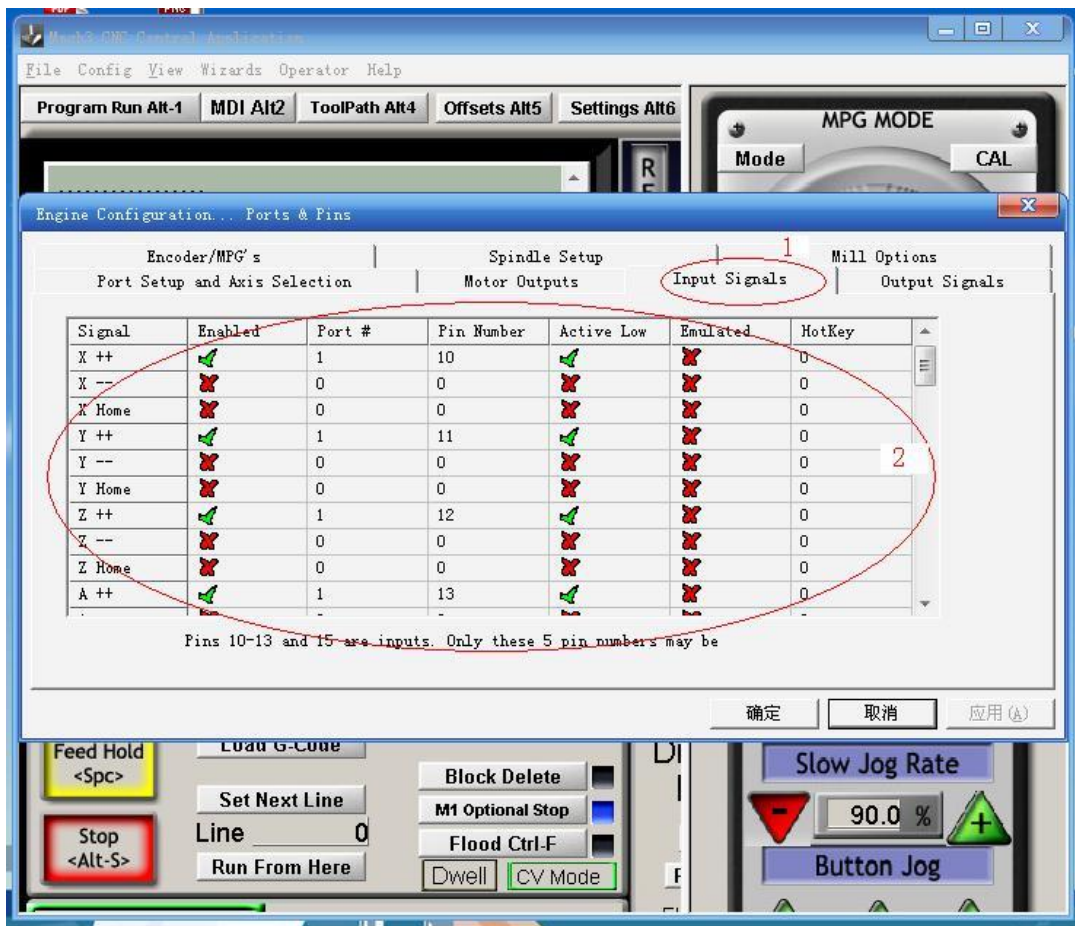 Mach3 CNC Control Application
File Config View Wizards Operator Help
Program Run Alt-1 MDI Alt2 ToolPath Alt4 Offsets Alt5 Settings Alt6
MPG MODE
Mode CAL
R
Engine Configuration... Ports & Pins
Encoder/MPG's Spindle Setup 1 Mill Options
Port Setup and Axis Selection Motor Outputs Input Signals Output Signals
Signal Enabled Port # Pin Number Active Low Emulated HotKey
X ++ 1 10 0
X -- 0 0 0
X Home 0 0 0
Y ++ 1 11 0
Y -- 0 0 0 2
Y Home 0 0 0
Z ++ 1 12 0
Z -- 0 0 0
Z Home 0 0 0
A ++ 1 13 0
Pins 10-13 and 15 are inputs. Only these 5 pin numbers may be
确定 取消 应用(A)
Feed Hold
<Spc>
Load G-Code
Block Delete
Slow Jog Rate
Set Next Line
M1 Optional Stop
90.0 %
Stop
<Alt-S>
Line 0
Flood Ctrl-F
Run From Here
Dwell CV Mode
Button Jog